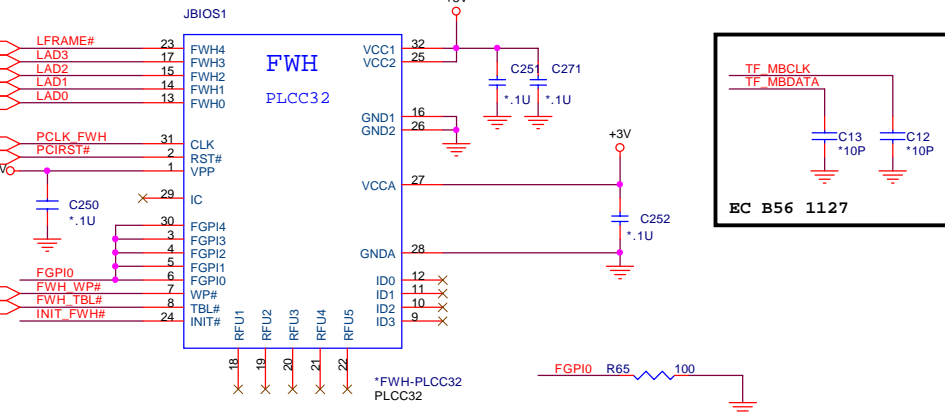 JBIOS1
+3V
LFRAME# 23 FWH4
LAD3 17 FWH3
LAD2 15 FWH2
LAD1 14 FWH1
LAD0 13 FWH0
PCLK_FWH 31 CLK
PCIRST# 2 RST#
1 VPP
29 IC
C250
*.1U
30 FGPI4
3 FGPI3
4 FGPI2
5 FGPI1
FGPI0 6 FGPI0
FWH_WP# 7 WP#
FWH_TBL# 8 TBL#
INIT_FWH# 24 INIT#
FWH
PLCC32
VCC1 32
VCC2 25
GND1 16
GND2 26
VCCA 27
GNDA 28
ID0 12
ID1 11
ID2 10
ID3 9
RFU1 RFU2 RFU3 RFU4 RFU5
18 19 20 21 22
*FWH-PLCC32
PLCC32
C251 C271
*.1U *.1U
+3V
C252
*.1U
TF_MBCLK
TF_MBDATA
C13 C12
*10P *10P
EC B56 1127
FGPI0 R65 100